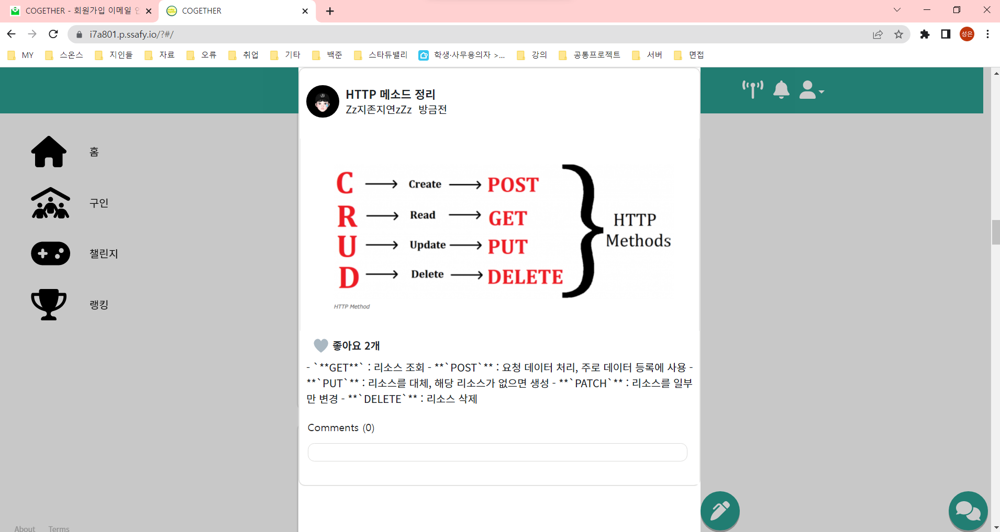 COGETHER - 회원가입 이메일
COGETHER
i7a801.p.ssafy.io/?#/
성은
MY 스온스 지인들 자료 오류 취업 기타 백준 스타듀밸리 학생·사무용의자 >... 강의 공통프로젝트 서버 면접
HTTP 메소드 정리
Zz지존지연zZz 방금전
홈
구인
챌린지
랭킹
C Create POST
R Read GET
U Update PUT
D Delete DELETE
HTTP
Methods
HTTP Method
좋아요 2개
- `**GET**` : 리소스 조회 - **`POST`** : 요청 데이터 처리, 주로 데이터 등록에 사용 -
**`PUT`** : 리소스를 대체, 해당 리소스가 없으면 생성 - **`PATCH`** : 리소스를 일부
만 변경 - **`DELETE`** : 리소스 삭제
Comments (0)
About Terms